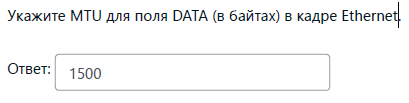 Укажите MTU для поля DATA (в байтах) в кадре Ethernet.
Ответ: 1500